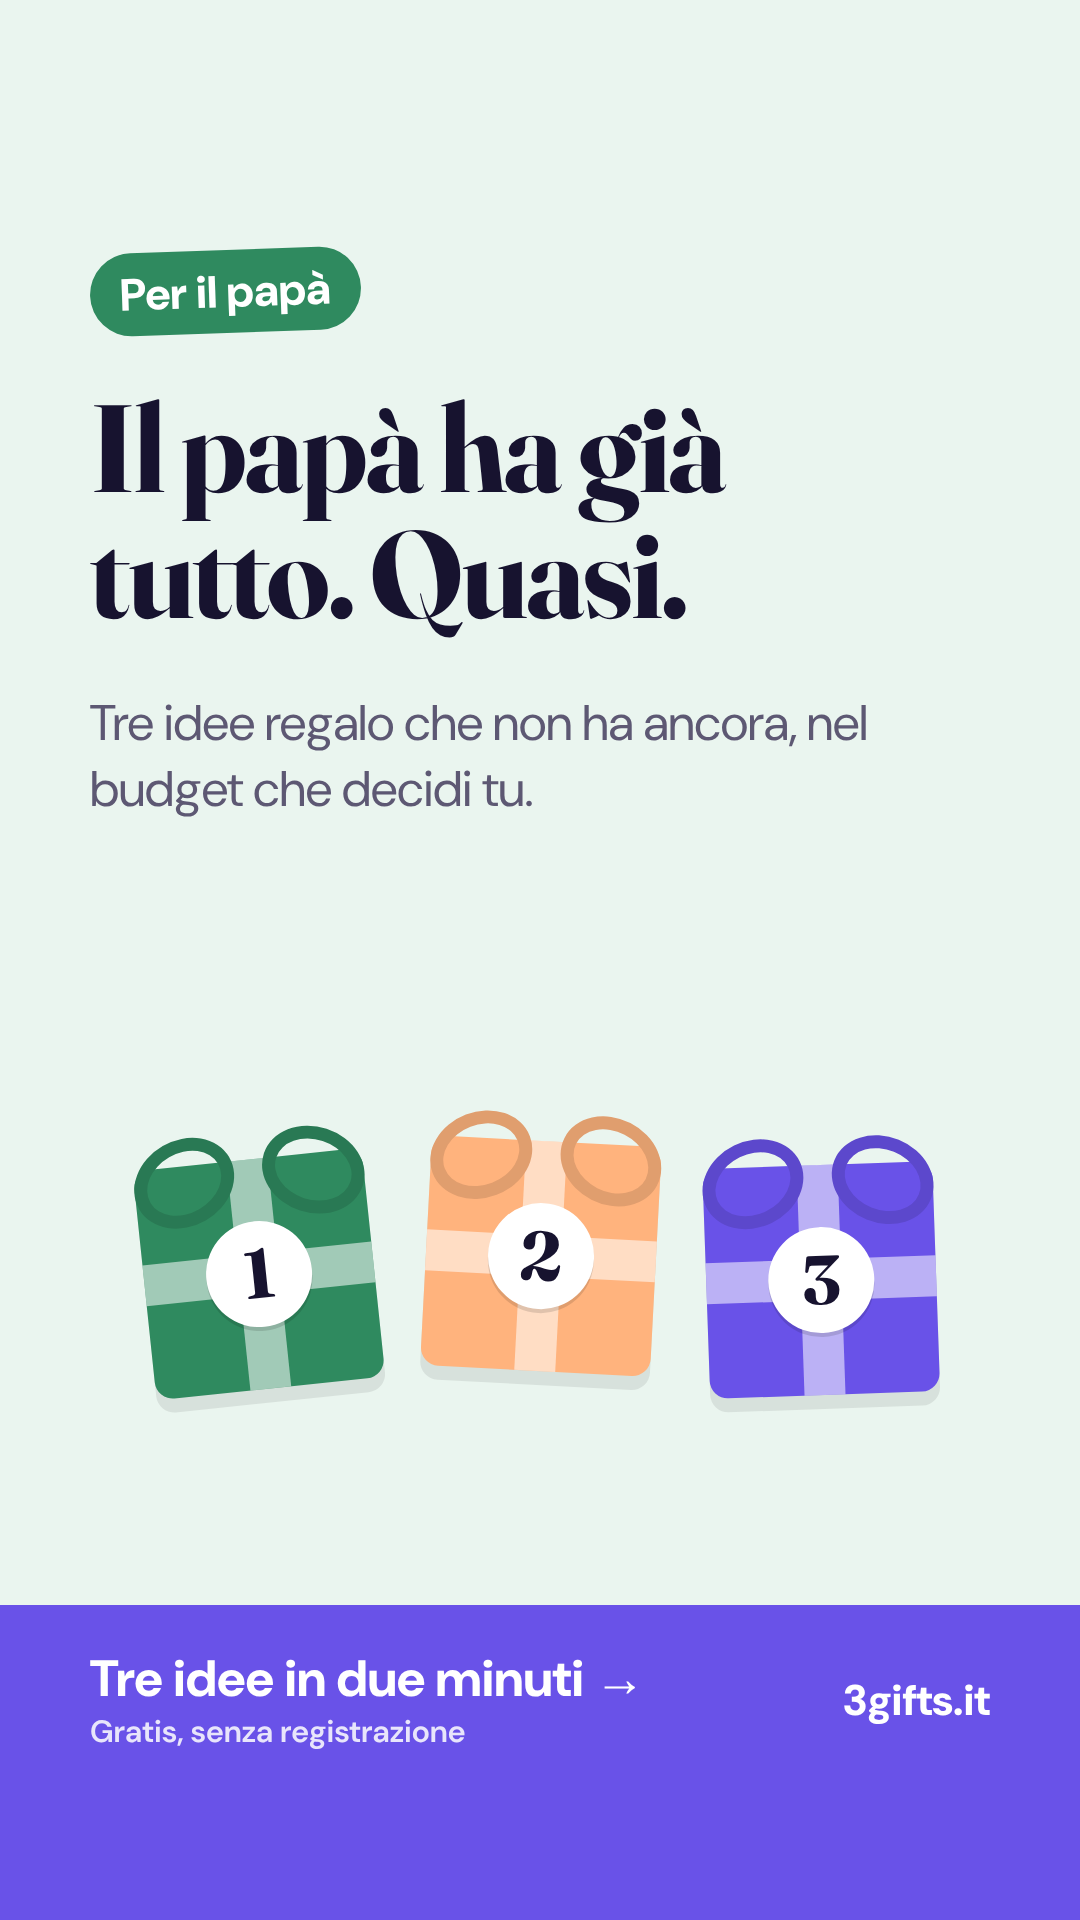 Per il papà
Il papà ha già
tutto. Quasi.
Tre idee regalo che non ha ancora, nel
budget che decidi tu.
1
2
3
Tre idee in due minuti →
Gratis, senza registrazione
3gifts.it